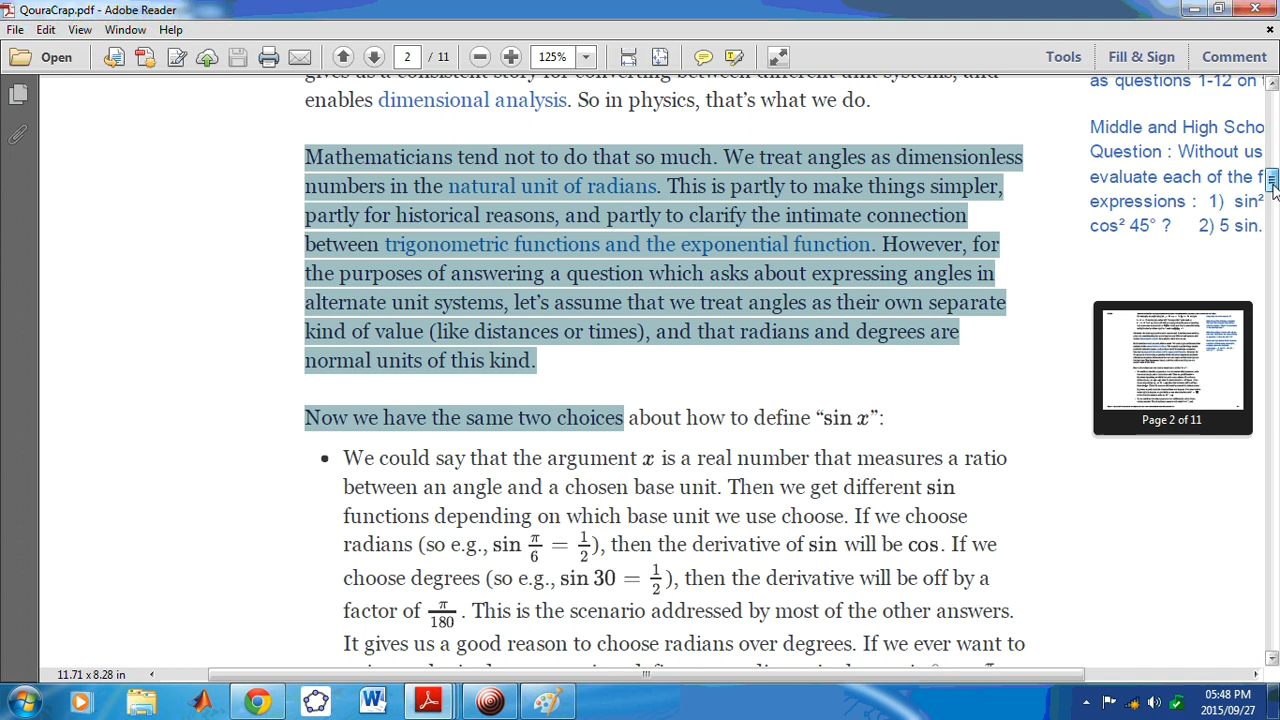 QouraCrap.pdf - Adobe Reader
File Edit View Window Help
Open 2 / 11 125% Tools Fill & Sign Comment
gives us a consistent story for converting between different unit systems, and
enables dimensional analysis. So in physics, that’s what we do.
Mathematicians tend not to do that so much. We treat angles as dimensionless
numbers in the natural unit of radians. This is partly to make things simpler,
partly for historical reasons, and partly to clarify the intimate connection
between trigonometric functions and the exponential function. However, for
the purposes of answering a question which asks about expressing angles in
alternate unit systems, let’s assume that we treat angles as their own separate
kind of value (like forces or times), and that radians and degrees are
normal units of this kind.
Now we have the same two choices about how to define “sin x”:
• We could say that the argument x is a real number that measures a ratio
between an angle and a chosen base unit. Then we get different sin
functions depending on which base unit we use choose. If we choose
radians (so e.g., sin π/6 = 1/2), then the derivative of sin will be cos. If we
choose degrees (so e.g., sin 30 = 1/2), then the derivative will be off by a
factor of π/180. This is the scenario addressed by most of the other answers.
It gives us a good reason to choose radians over degrees. If we ever want to
as questions 1-12 on
Middle and High Scho
Question : Without us
evaluate each of the f
expressions : 1) sin²
cos² 45° ? 2) 5 sin.
Page 2 of 11
11.71 x 8.28 in
05:48 PM
2015/09/27